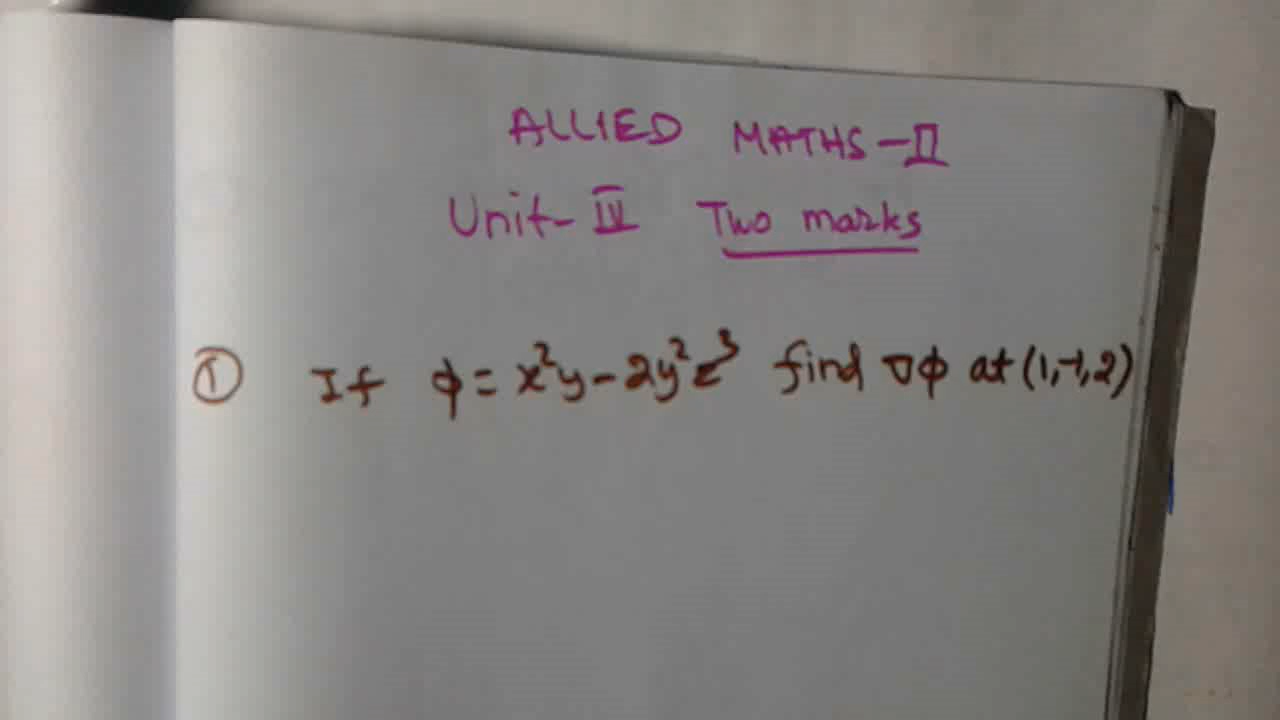 ALLIED MATHS-II
Unit-IV Two marks
① If ϕ = x²y - 2y²z³ find ∇ϕ at (1,-1,2)